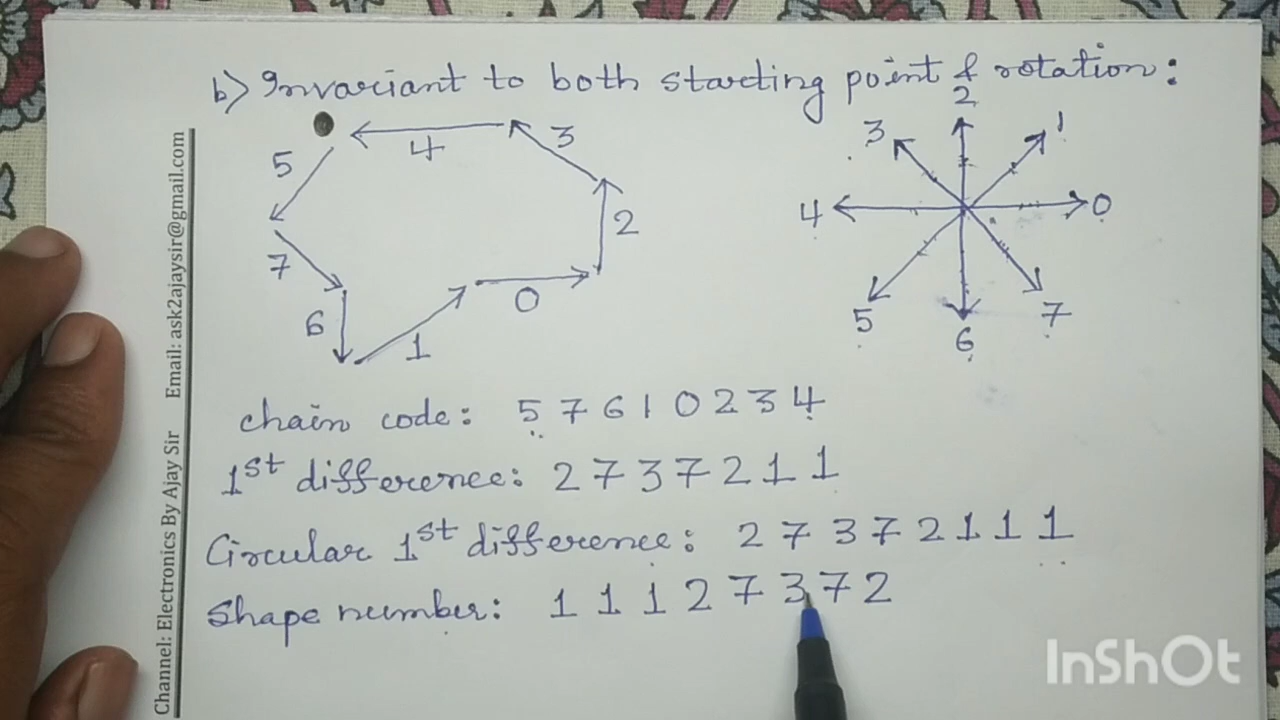 b) Invariant to both starting point & rotation:
4
3
5
2
7
0
6
1
2
3
1
4
0
5
7
6
chain code: 5 7 6 1 0 2 3 4
1st difference: 2 7 3 7 2 1 1
Circular 1st difference: 2 7 3 7 2 1 1 1
Shape number: 1 1 1 2 7 3 7 2
Channel: Electronics By Ajay Sir Email: ask2ajaysir@gmail.com
InShOt